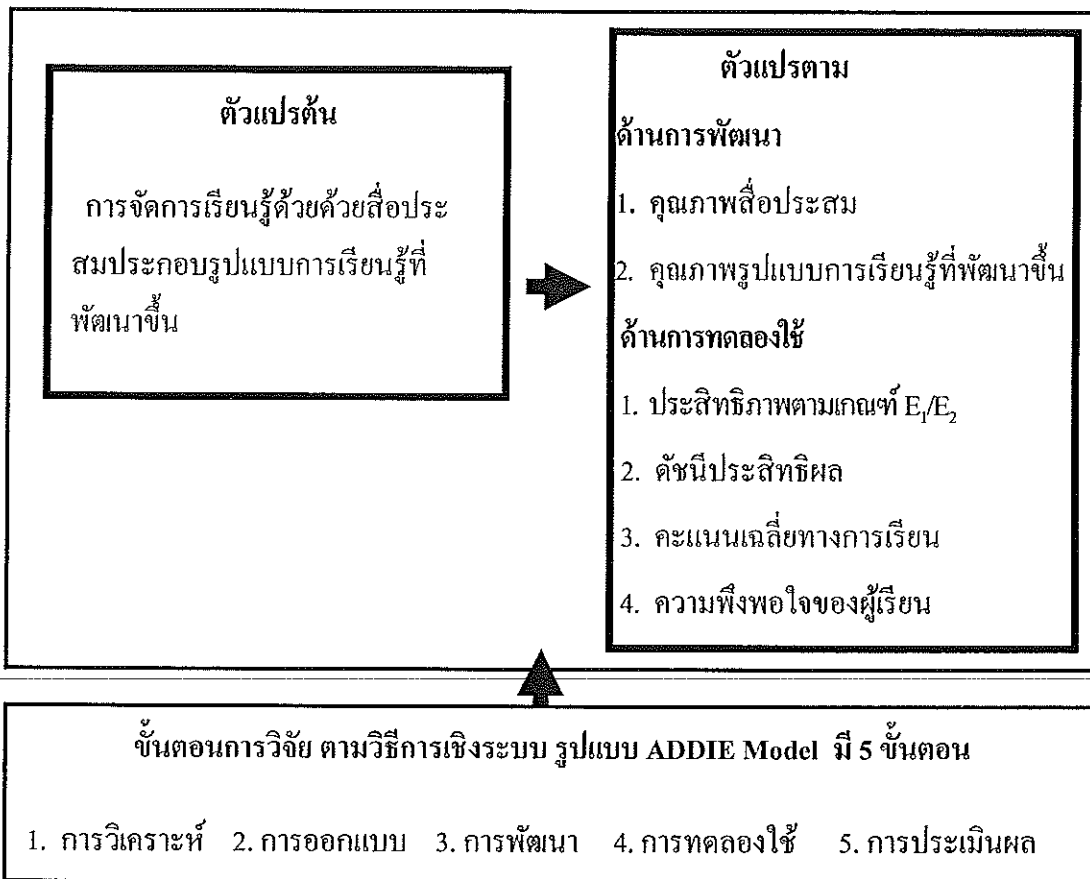 ตัวแปรต้น
การจัดการเรียนรู้ด้วยค้วยสื่อประ
สมประกอบรูปแบบการเรียนรู้ที่
พัฒนาขึ้น
ตัวแปรตาม
ด้านการพัฒนา
1. คุณภาพสื่อประสม
2. คุณภาพรูปแบบการเรียนรู้ที่พัฒนาขึ้น
ด้านการทดลองใช้
1. ประสิทธิภาพตามเกณฑ์ E₁/E₂
2. ดัชนีประสิทธิผล
3. คะแนนเฉลี่ยทางการเรียน
4. ความพึงพอใจของผู้เรียน
ขั้นตอนการวิจัย ตามวิธีการเชิงระบบ รูปแบบ ADDIE Model มี 5 ขั้นตอน
1. การวิเคราะห์ 2. การออกแบบ 3. การพัฒนา 4. การทดลองใช้ 5. การประเมินผล